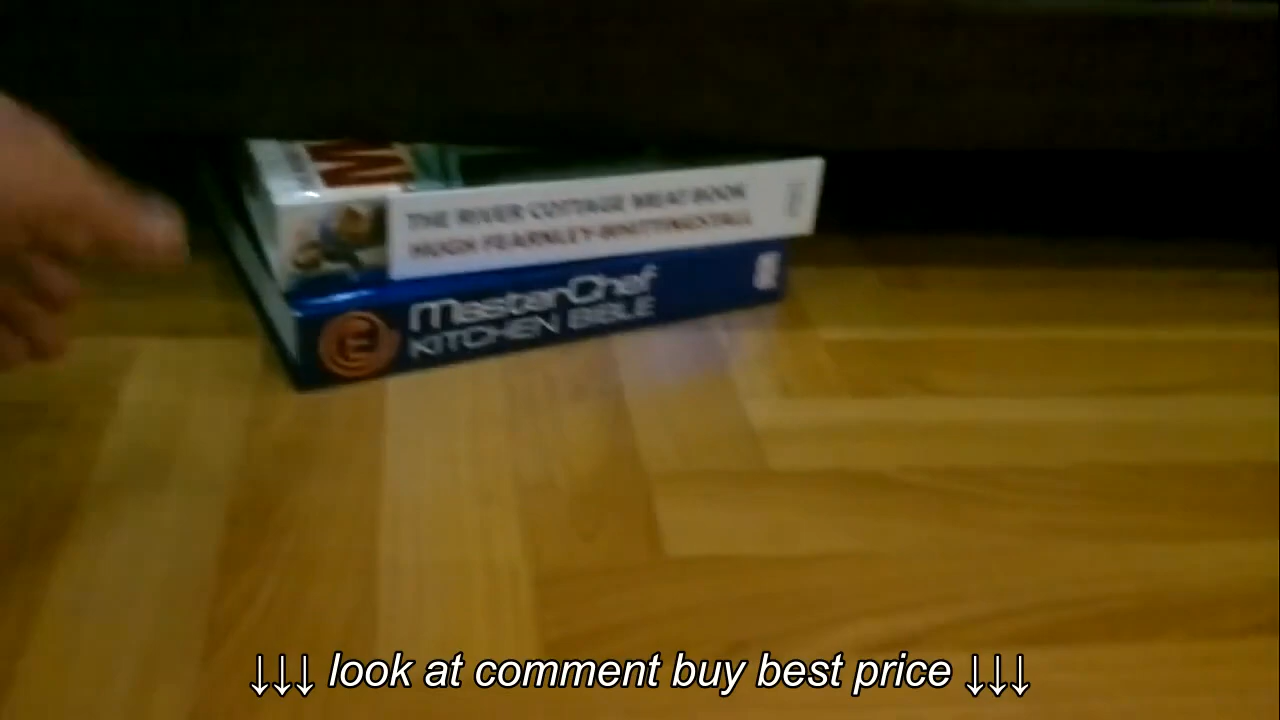 M
THE RIVER COTTAGE MEAT BOOK
HUGH FEARNLEY-WHITTINGSTALL
MasterChef
KITCHEN BIBLE
↓↓↓ look at comment buy best price ↓↓↓